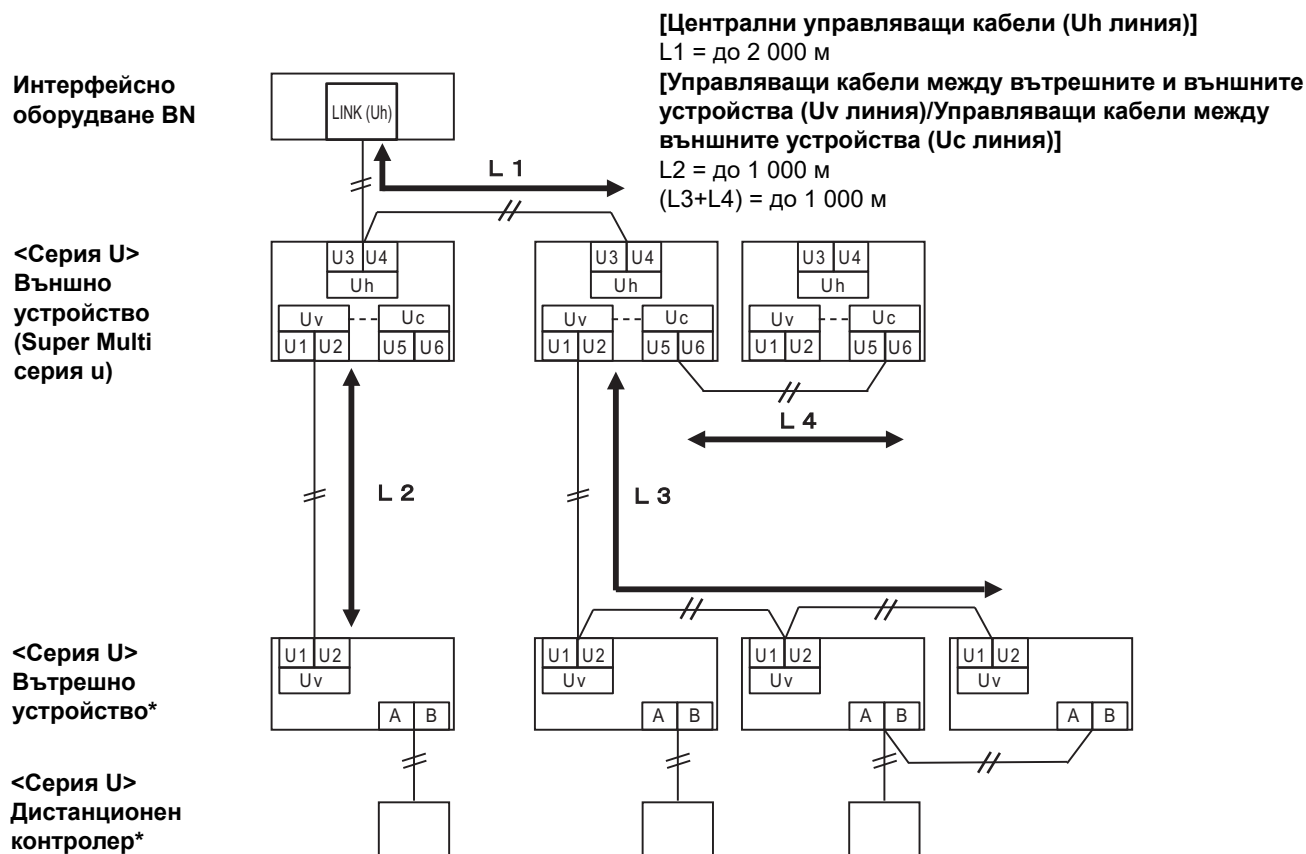 [Централни управляващи кабели (Uh линия)]
L1 = до 2 000 м
[Управляващи кабели между вътрешните и външните
устройства (Uv линия)/Управляващи кабели между
външните устройства (Uc линия)]
L2 = до 1 000 м
(L3+L4) = до 1 000 м
Интерфейсно
оборудване BN
LINK (Uh)
L 1
<Серия U>
Външно
устройство
(Super Multi
серия u)
U3 U4
Uh
Uv Uc
U1 U2 U5 U6
U3 U4
Uh
Uv Uc
U1 U2 U5 U6
U3 U4
Uh
Uv Uc
U1 U2 U5 U6
L 4
L 2
L 3
<Серия U>
Вътрешно
устройство*
U1 U2
Uv
A B
U1 U2
Uv
A B
U1 U2
Uv
A B
U1 U2
Uv
A B
<Серия U>
Дистанционен
контролер*